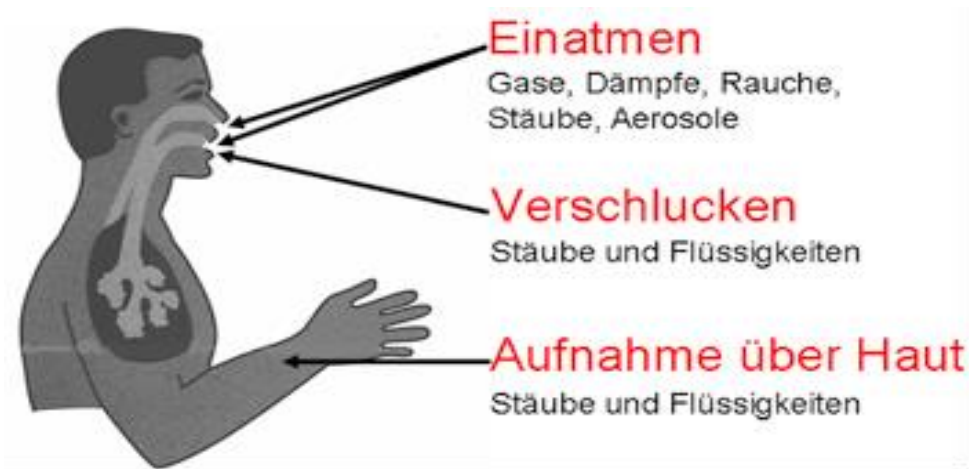 Einatmen
Gase, Dämpfe, Rauche,
Stäube, Aerosole
Verschlucken
Stäube und Flüssigkeiten
Aufnahme über Haut
Stäube und Flüssigkeiten